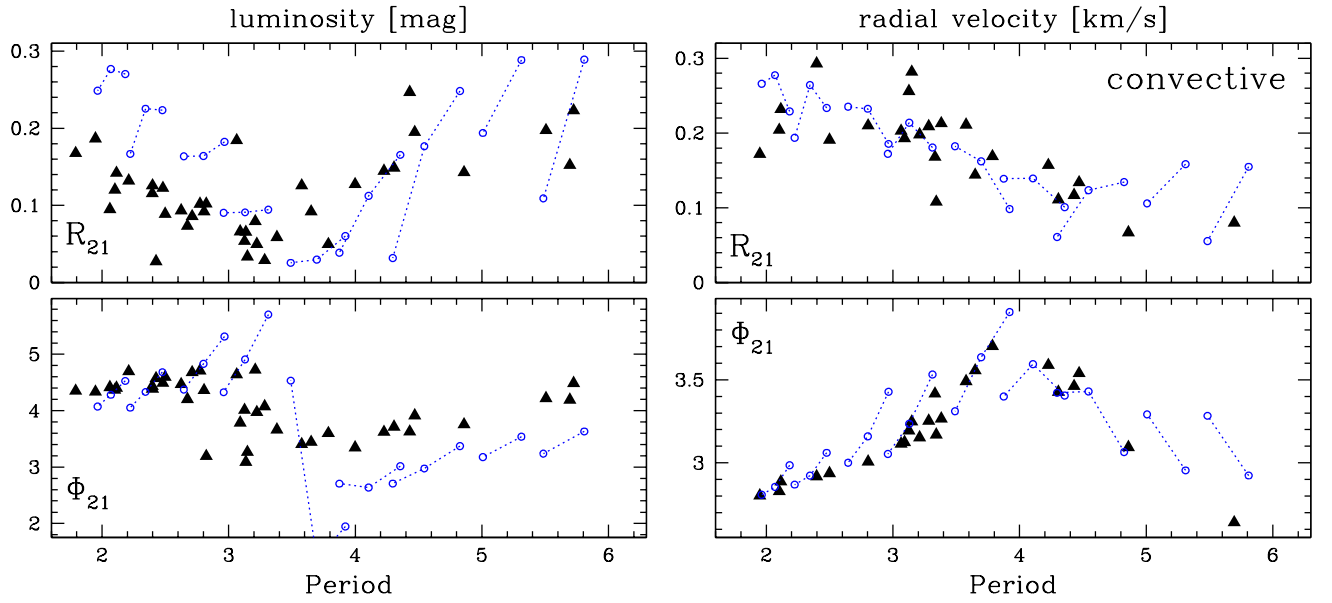 luminosity [mag]
radial velocity [km/s]
0.3
0.2
0.1
0
R21
0.3
0.2
0.1
0
convective
R21
5
4
3
2
Φ21
3.5
3
Φ21
2 3 4 5 6
2 3 4 5 6
Period
Period